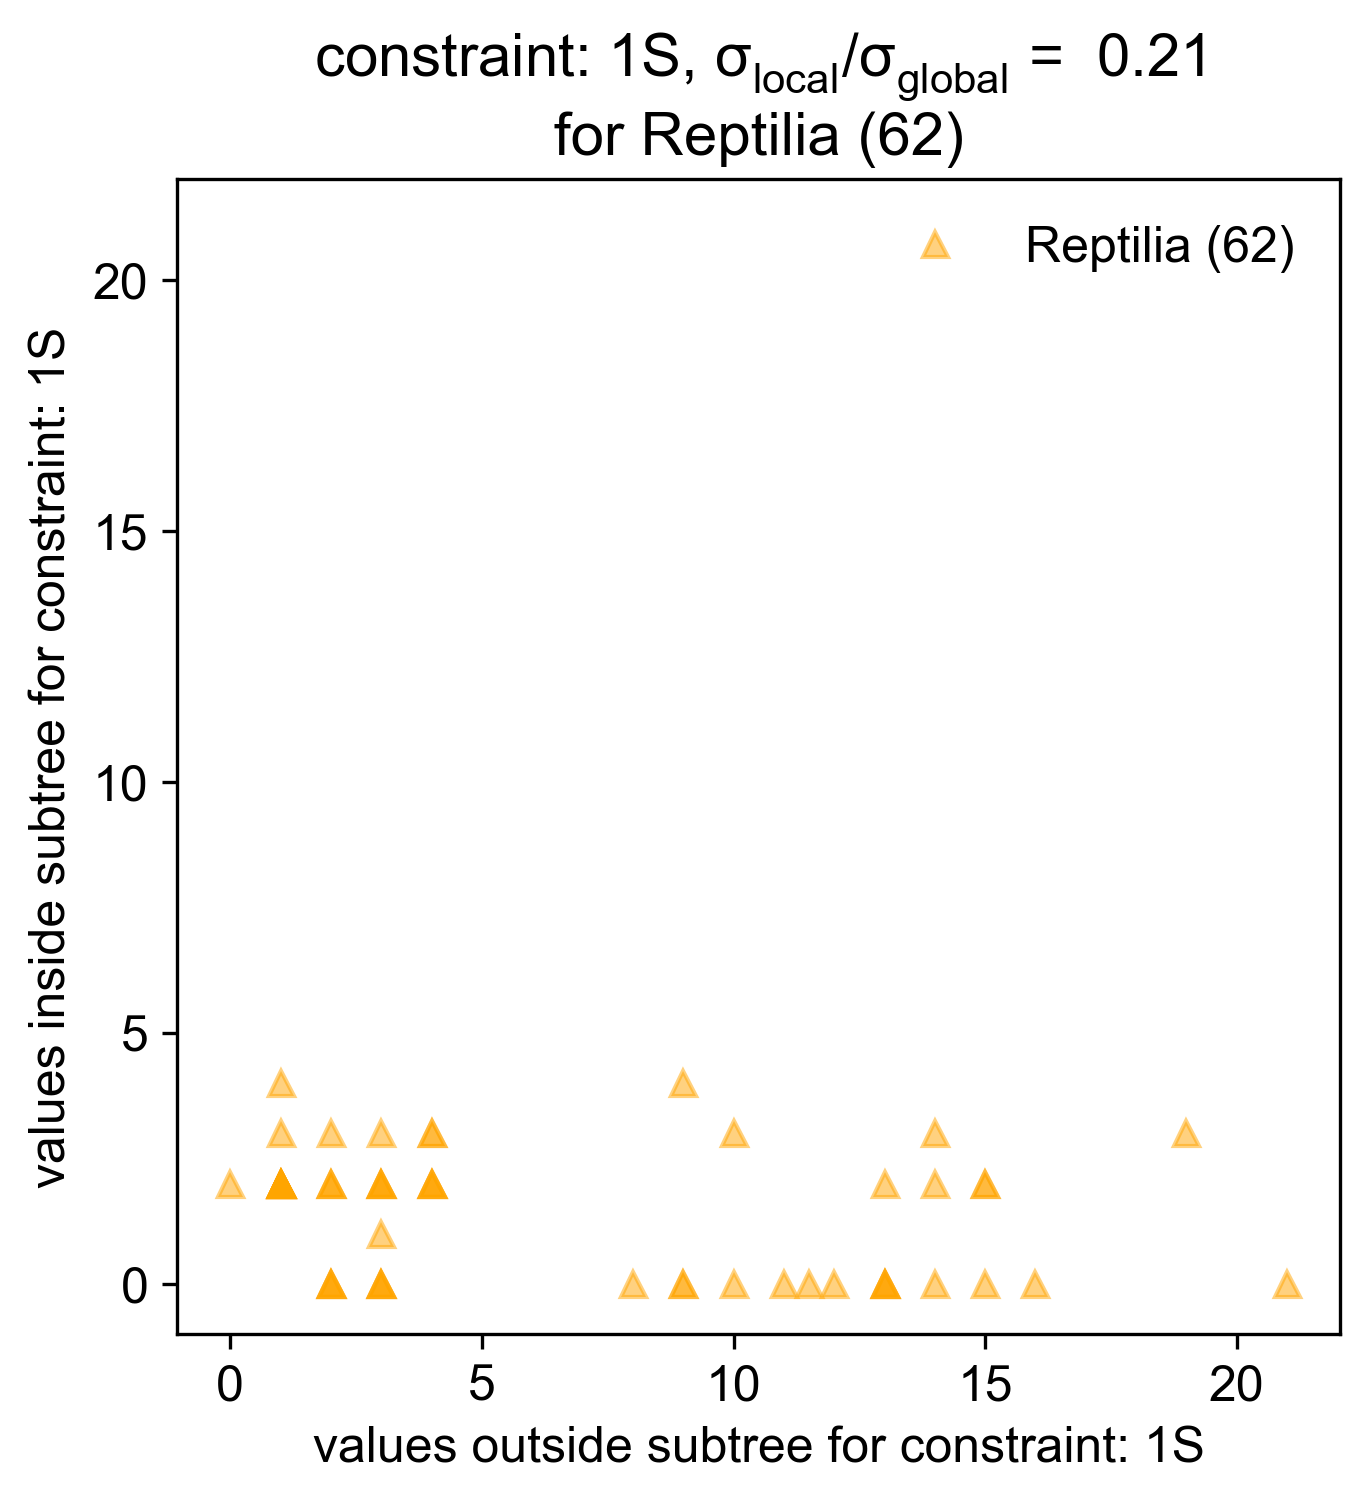 constraint: 1S, σlocal/σglobal = 0.21
for Reptilia (62)
Reptilia (62)
values inside subtree for constraint: 1S
20
15
10
5
0
0 5 10 15 20
values outside subtree for constraint: 1S